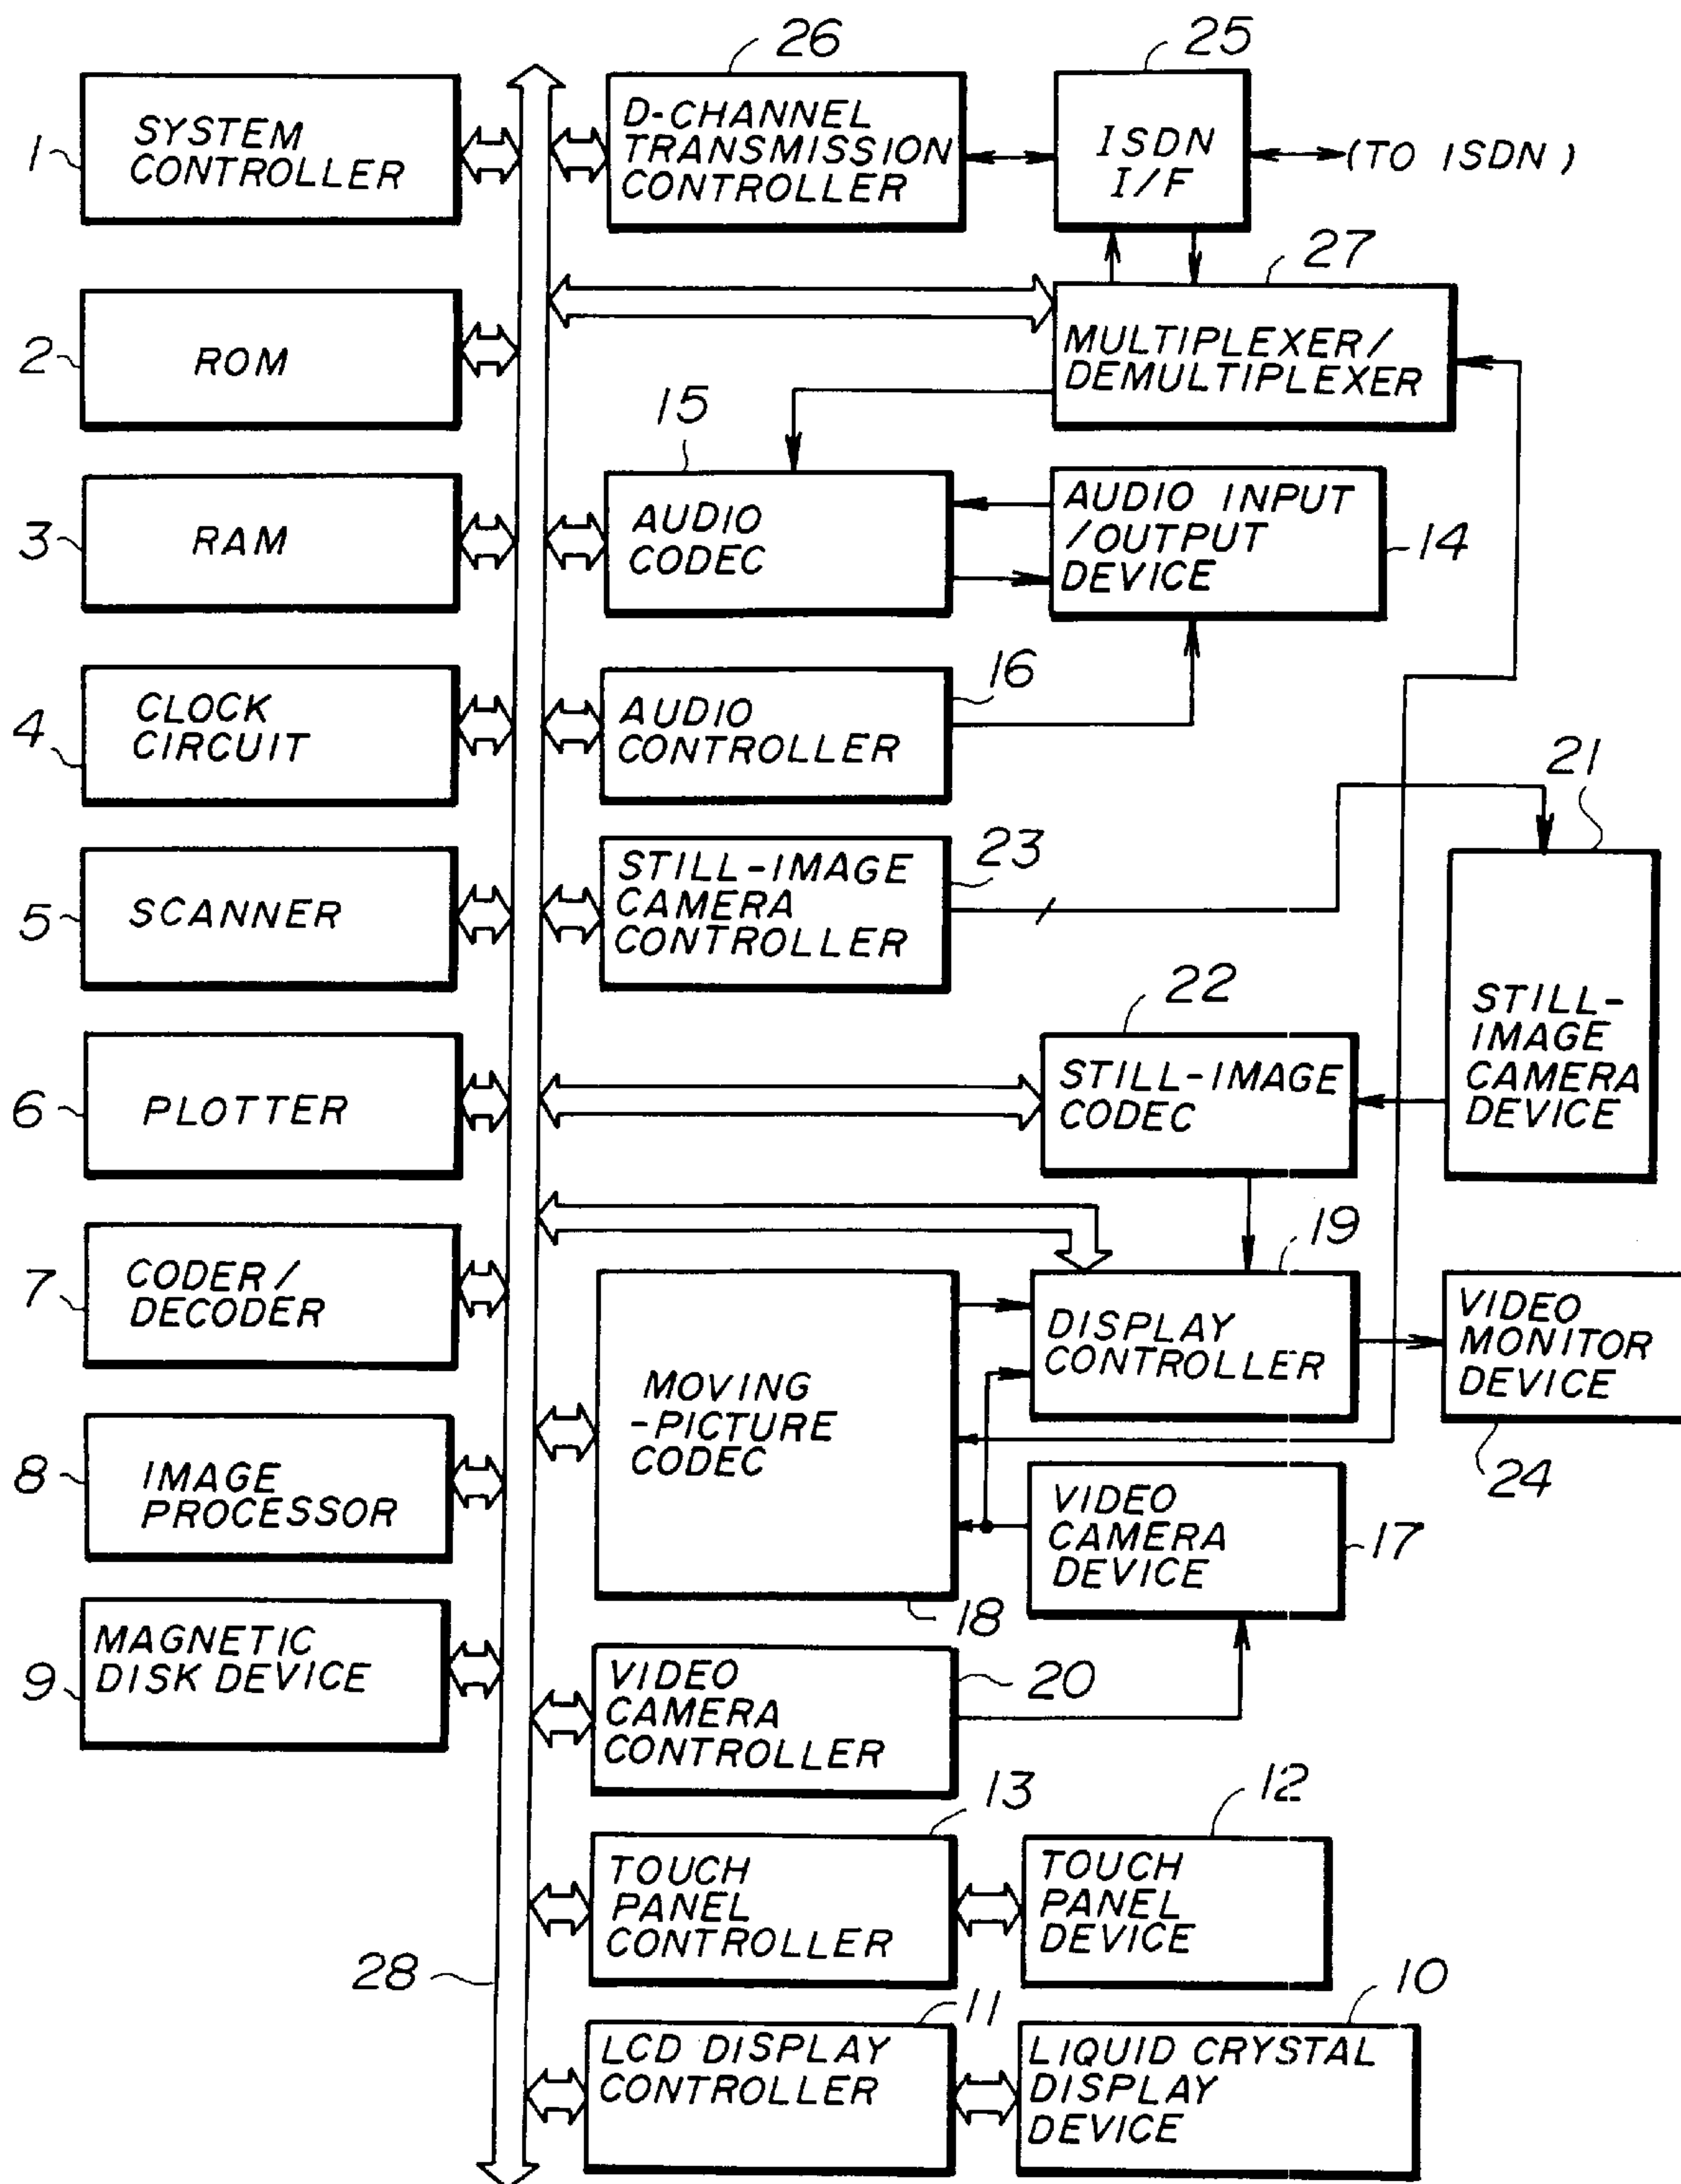 26
25
1
SYSTEM
CONTROLLER
D-CHANNEL
TRANSMISSION
CONTROLLER
ISDN
I/F
(TO ISDN)
27
2
ROM
MULTIPLEXER/
DEMULTIPLEXER
15
3
RAM
AUDIO
CODEC
AUDIO INPUT
/OUTPUT
DEVICE
14
4
CLOCK
CIRCUIT
AUDIO
CONTROLLER
16
21
5
SCANNER
STILL-IMAGE
CAMERA
CONTROLLER
23
22
STILL-
IMAGE
CAMERA
DEVICE
6
PLOTTER
STILL-IMAGE
CODEC
19
7
CODER/
DECODER
DISPLAY
CONTROLLER
VIDEO
MONITOR
DEVICE
24
MOVING
-PICTURE
CODEC
18
8
IMAGE
PROCESSOR
VIDEO
CAMERA
DEVICE
17
9
MAGNETIC
DISK DEVICE
VIDEO
CAMERA
CONTROLLER
20
13
12
TOUCH
PANEL
CONTROLLER
TOUCH
PANEL
DEVICE
28
11
10
LCD DISPLAY
CONTROLLER
LIQUID CRYSTAL
DISPLAY
DEVICE